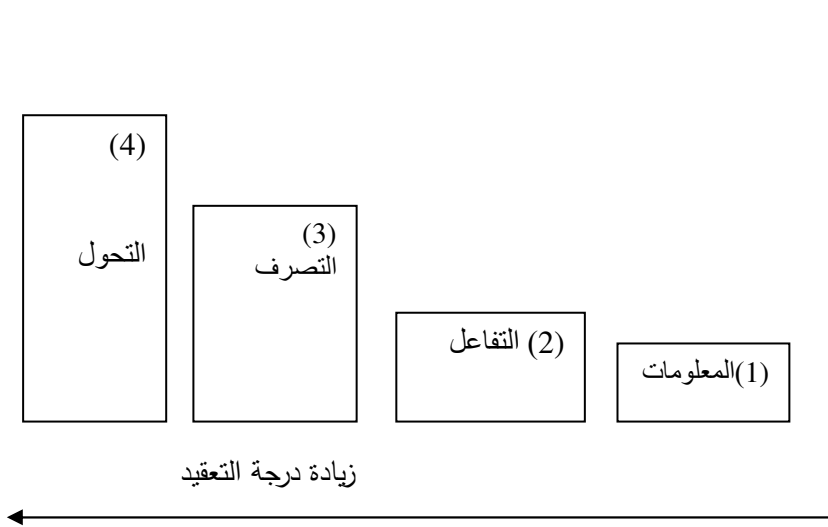 (1)المعلومات
(2) التفاعل
(3)
التصرف
(4)
التحول
زيادة درجة التعقيد